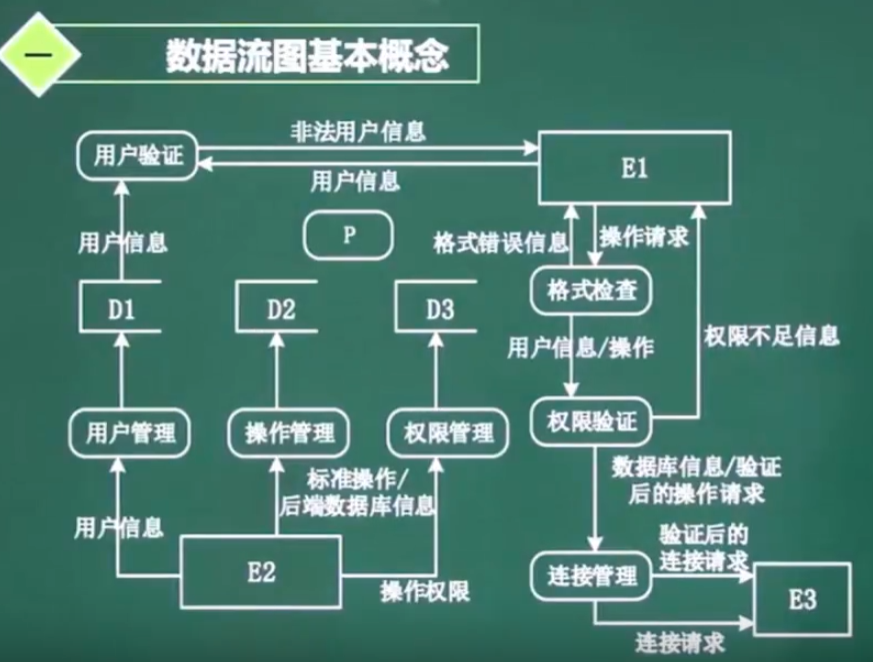 一
数据流图基本概念
非法用户信息
用户验证
E1
用户信息
P
用户信息
格式错误信息
操作请求
D1
D2
D3
格式检查
用户信息/操作
权限不足信息
用户管理
操作管理
权限管理
权限验证
标准操作/
后端数据库信息
数据库信息/验证
后的操作请求
用户信息
验证后的
连接请求
E2
操作权限
连接管理
E3
连接请求